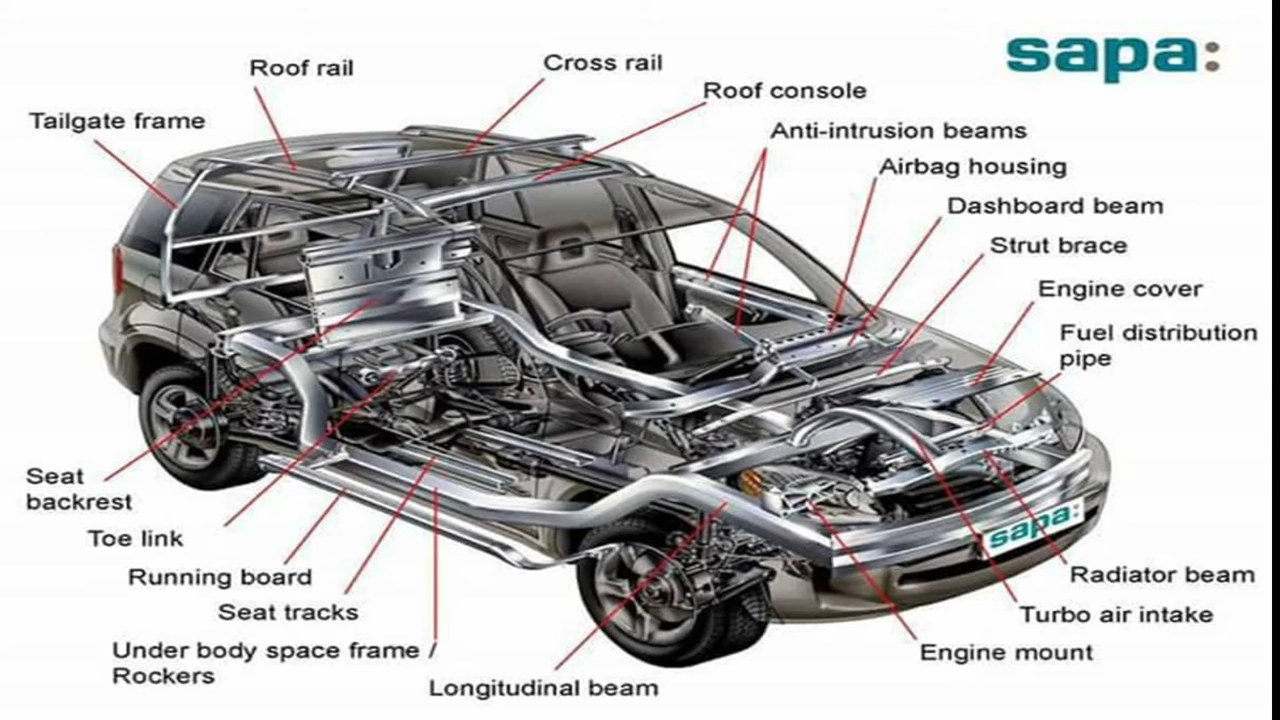 sapa:
Roof rail
Cross rail
Roof console
Tailgate frame
Anti-intrusion beams
Airbag housing
Dashboard beam
Strut brace
Engine cover
Fuel distribution
pipe
Seat
backrest
Toe link
Running board
Seat tracks
Under body space frame /
Rockers
Longitudinal beam
sapa:
Radiator beam
Turbo air intake
Engine mount